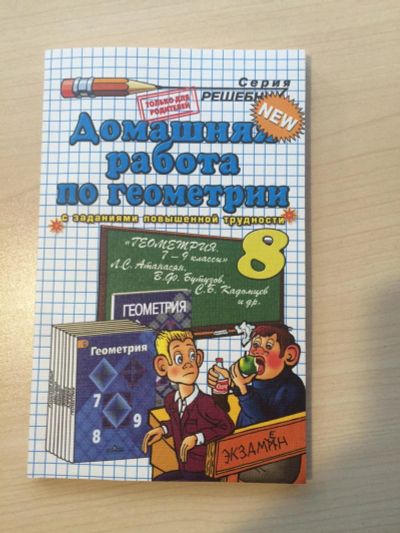 Серия
РЕШЕБНИК
ТОЛЬКО ДЛЯ
РОДИТЕЛЕЙ
NEW
Домашняя
работа
по геометрии
с заданиями повышенной трудности
8
«ГЕОМЕТРИЯ.
7 – 9 классы»
Л.С. Атанасян,
В.Ф. Бутузов,
С.Б. Кадомцев
и др.
ГЕОМЕТРИЯ
Геометрия
7
8 9
ЭКЗАМЕН